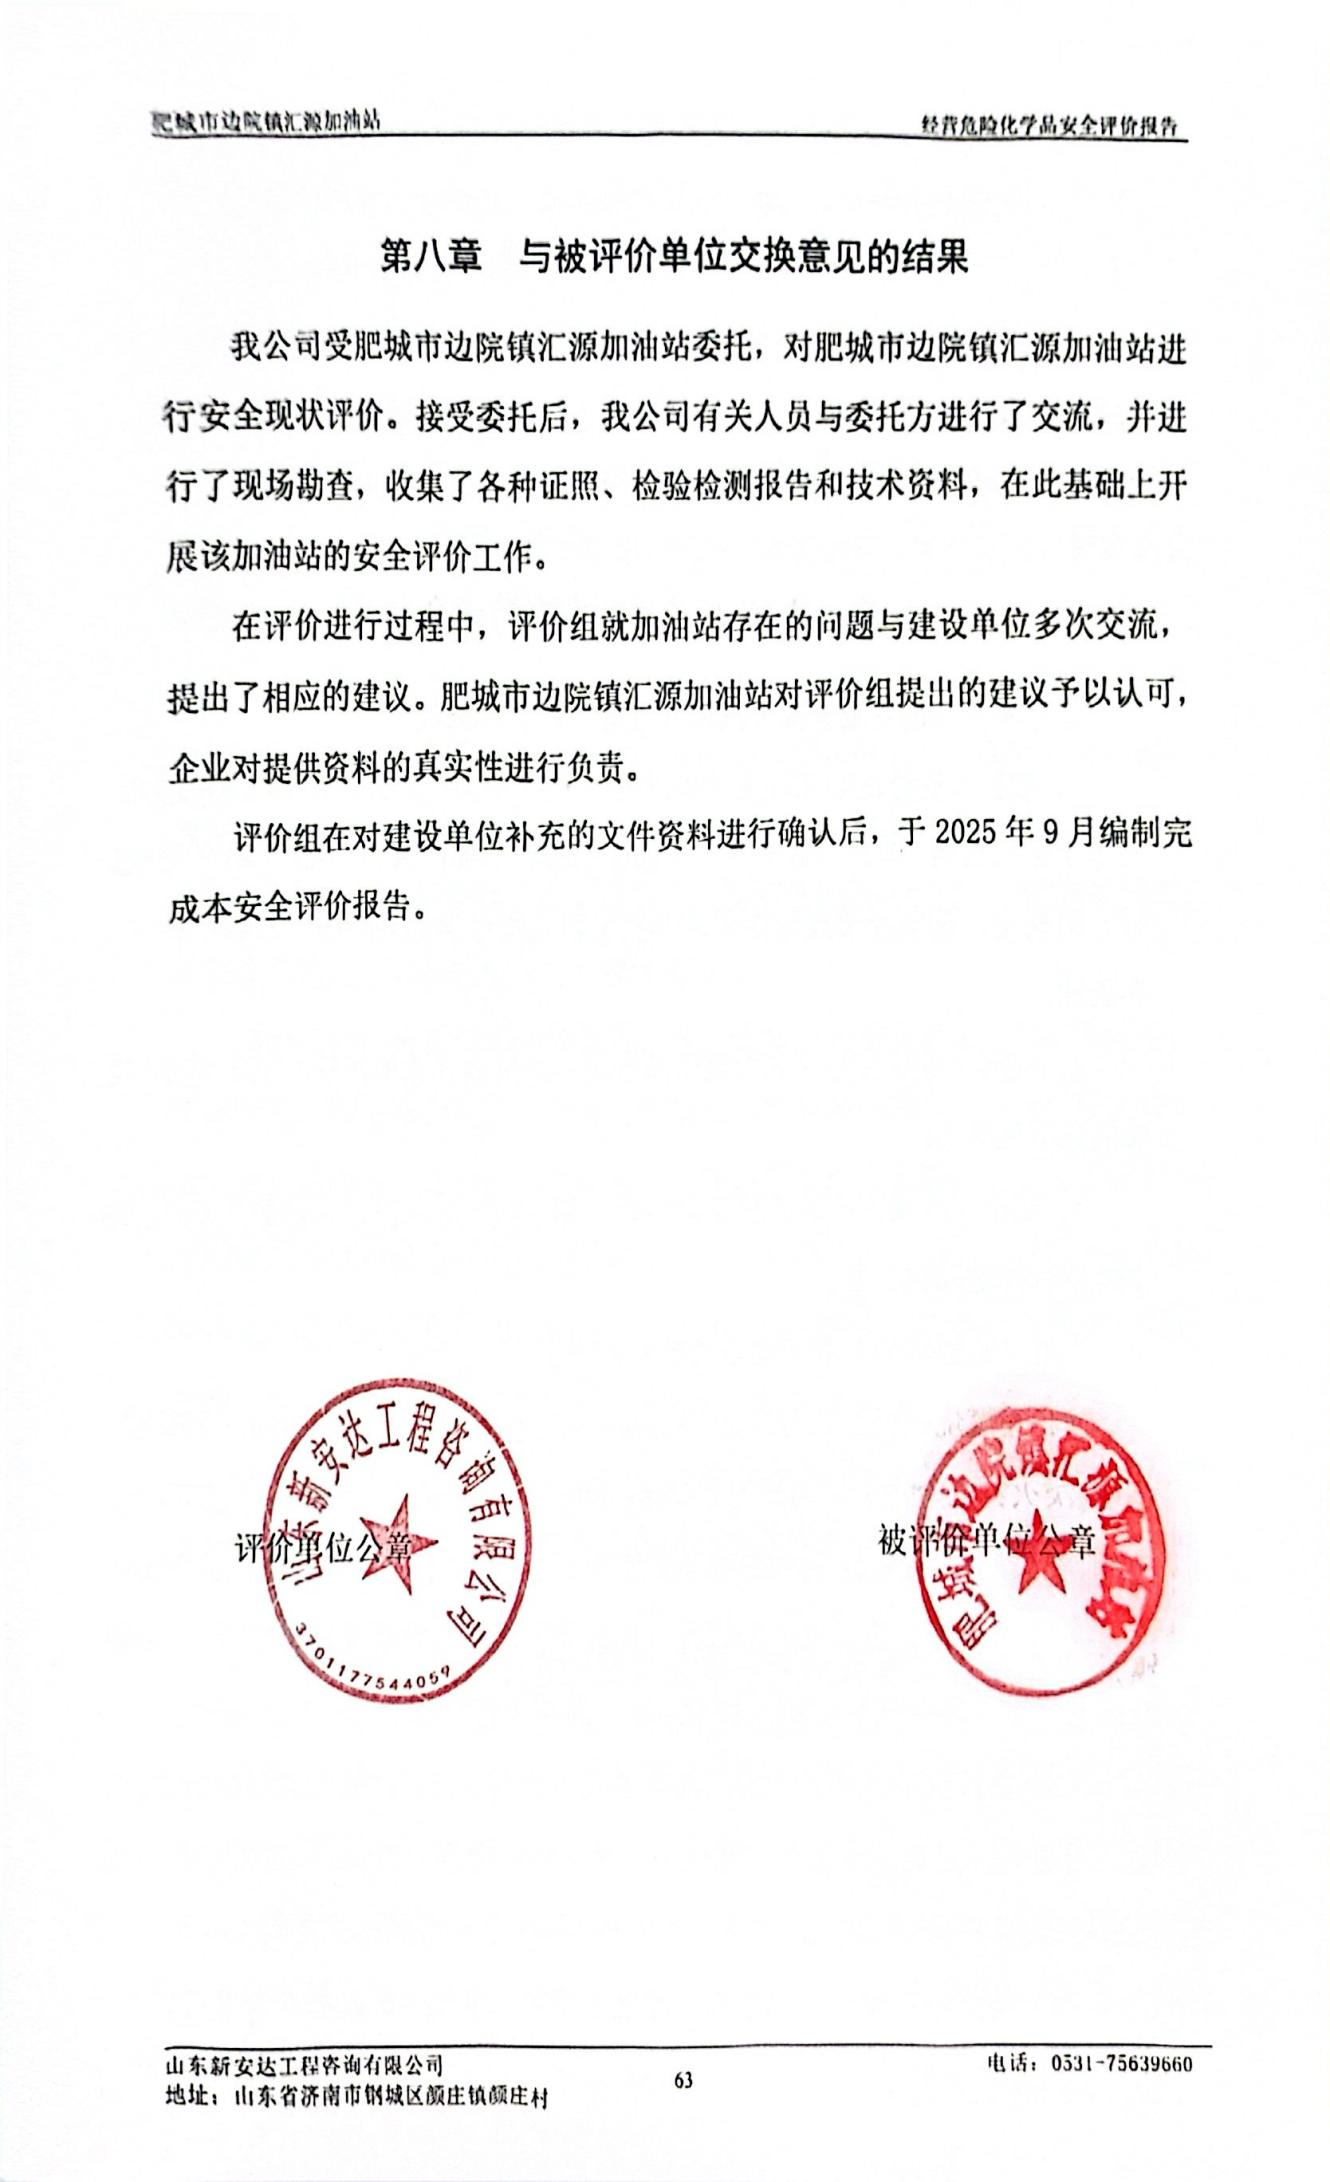 肥城市边院镇汇源加油站
经营危险化学品安全评价报告
第八章 与被评价单位交换意见的结果
我公司受肥城市边院镇汇源加油站委托，对肥城市边院镇汇源加油站进
行安全现状评价。接受委托后，我公司有关人员与委托方进行了交流，并进
行了现场勘查，收集了各种证照、检验检测报告和技术资料，在此基础上开
展该加油站的安全评价工作。
在评价进行过程中，评价组就加油站存在的问题与建设单位多次交流，
提出了相应的建议。肥城市边院镇汇源加油站对评价组提出的建议予以认可，
企业对提供资料的真实性进行负责。
评价组在对建设单位补充的文件资料进行确认后，于 2025 年 9 月编制完
成本安全评价报告。
山东新安达工程咨询有限公司
评价单位公章
3701177544059
肥城市边院镇汇源加油站
被评价单位公章
山东新安达工程咨询有限公司
地址：山东省济南市钢城区颜庄镇颜庄村
63
电话：0531-75639660